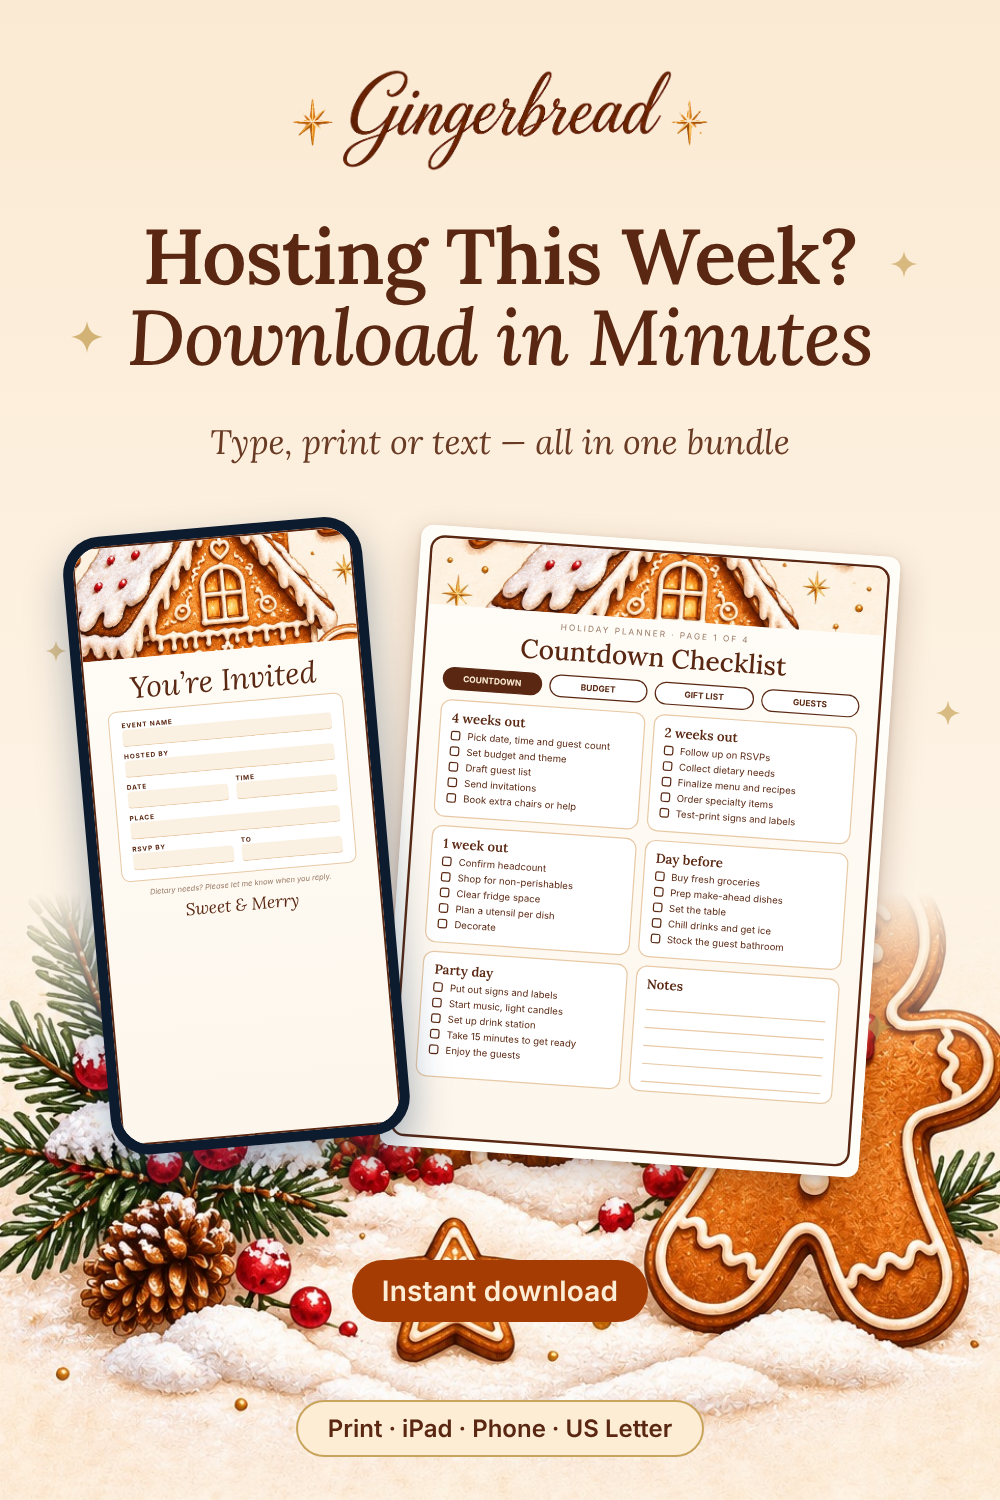 Gingerbread
Hosting This Week?
Download in Minutes
Type, print or text — all in one bundle
You're Invited
EVENT NAME
HOSTED BY
DATE
TIME
PLACE
RSVP BY
TO
Dietary needs? Please let me know when you reply.
Sweet & Merry
HOLIDAY PLANNER · PAGE 1 OF 4
Countdown Checklist
COUNTDOWN
BUDGET
GIFT LIST
GUESTS
4 weeks out
Pick date, time and guest count
Set budget and theme
Draft guest list
Send invitations
Book extra chairs or help
2 weeks out
Follow up on RSVPs
Collect dietary needs
Finalize menu and recipes
Order specialty items
Test-print signs and labels
1 week out
Confirm headcount
Shop for non-perishables
Clear fridge space
Plan a utensil per dish
Decorate
Day before
Buy fresh groceries
Prep make-ahead dishes
Set the table
Chill drinks and get ice
Stock the guest bathroom
Party day
Put out signs and labels
Start music, light candles
Set up drink station
Take 15 minutes to get ready
Enjoy the guests
Notes
Instant download
Print · iPad · Phone · US Letter